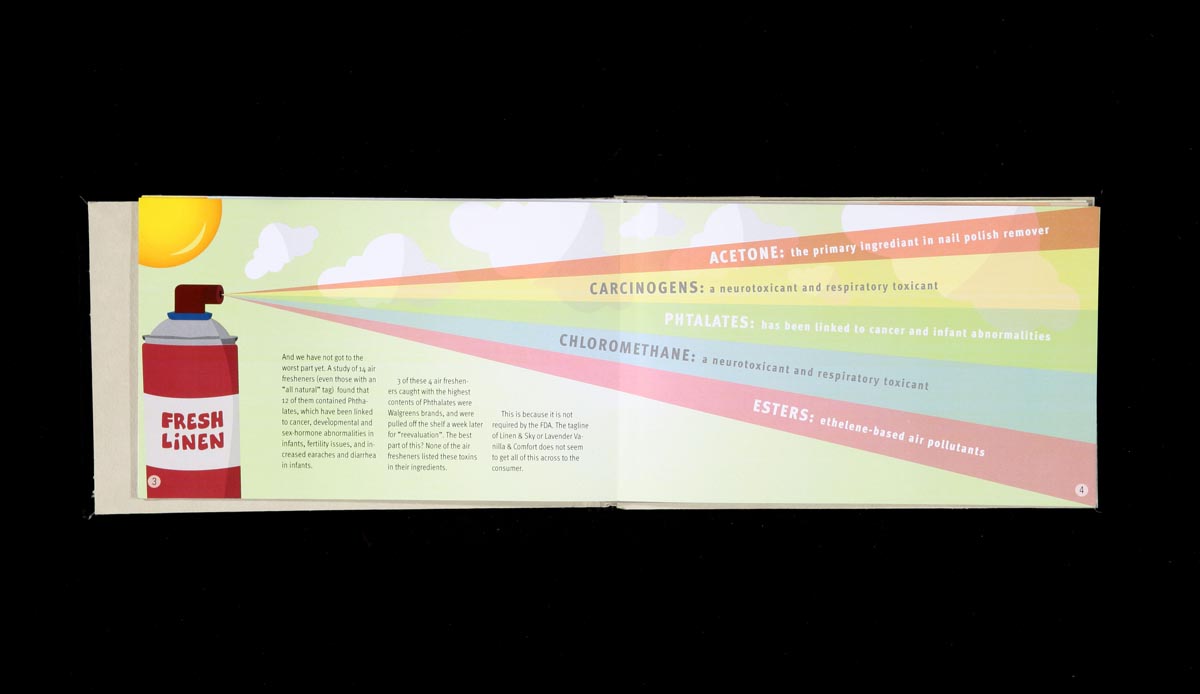 FRESH
LINEN
3
And we have not got to the
worst part yet. A study of 14 air
fresheners (even those with an
“all natural” tag) found that
12 of them contained Phtha-
lates, which have been linked
to cancer, developmental and
sex-hormone abnormalities in
infants, fertility issues, and in-
creased earaches and diarrhea
in infants.
3 of these 4 air freshen-
ers caught with the highest
contents of Phthalates were
Walgreens brands, and were
pulled off the shelf a week later
for “reevaluation”. The best
part of this? None of the air
fresheners listed these toxins
in their ingredients.
This is because it is not
required by the FDA. The tagline
of Linen & Sky or Lavender Va-
nilla & Comfort does not seem
to get all of this across to the
consumer.
ACETONE: the primary ingrediant in nail polish remover
CARCINOGENS: a neurotoxicant and respiratory toxicant
PHTALATES: has been linked to cancer and infant abnormalities
CHLOROMETHANE: a neurotoxicant and respiratory toxicant
ESTERS: ethelene-based air pollutants
4